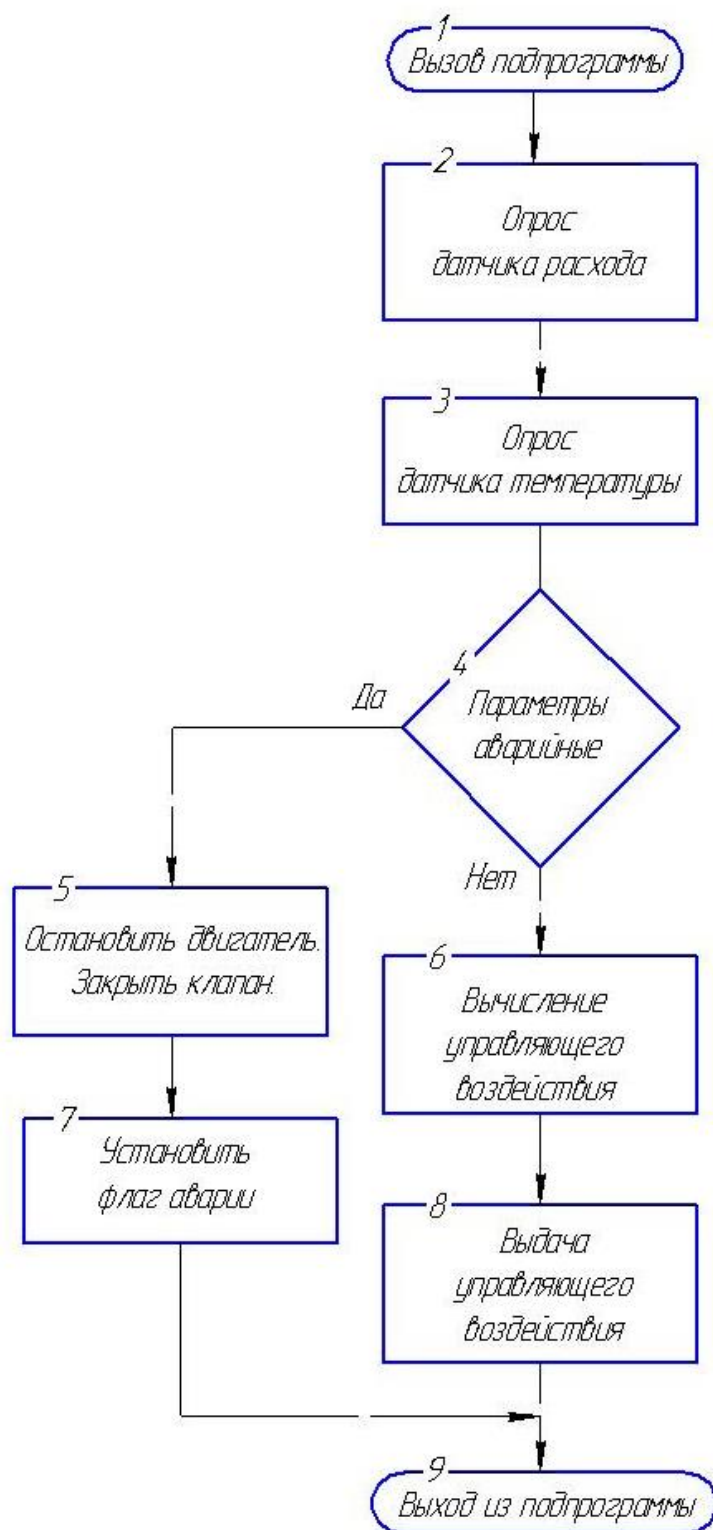 1
Вызов подпрограммы
2
Опрос
датчика расхода
3
Опрос
датчика температуры
4
Параметры
аварийные
Да
Нет
5
Остановить двигатель.
Закрыть клапан.
6
Вычисление
управляющего
воздействия
7
Установить
флаг аварии
8
Выдача
управляющего
воздействия
9
Выход из подпрограммы